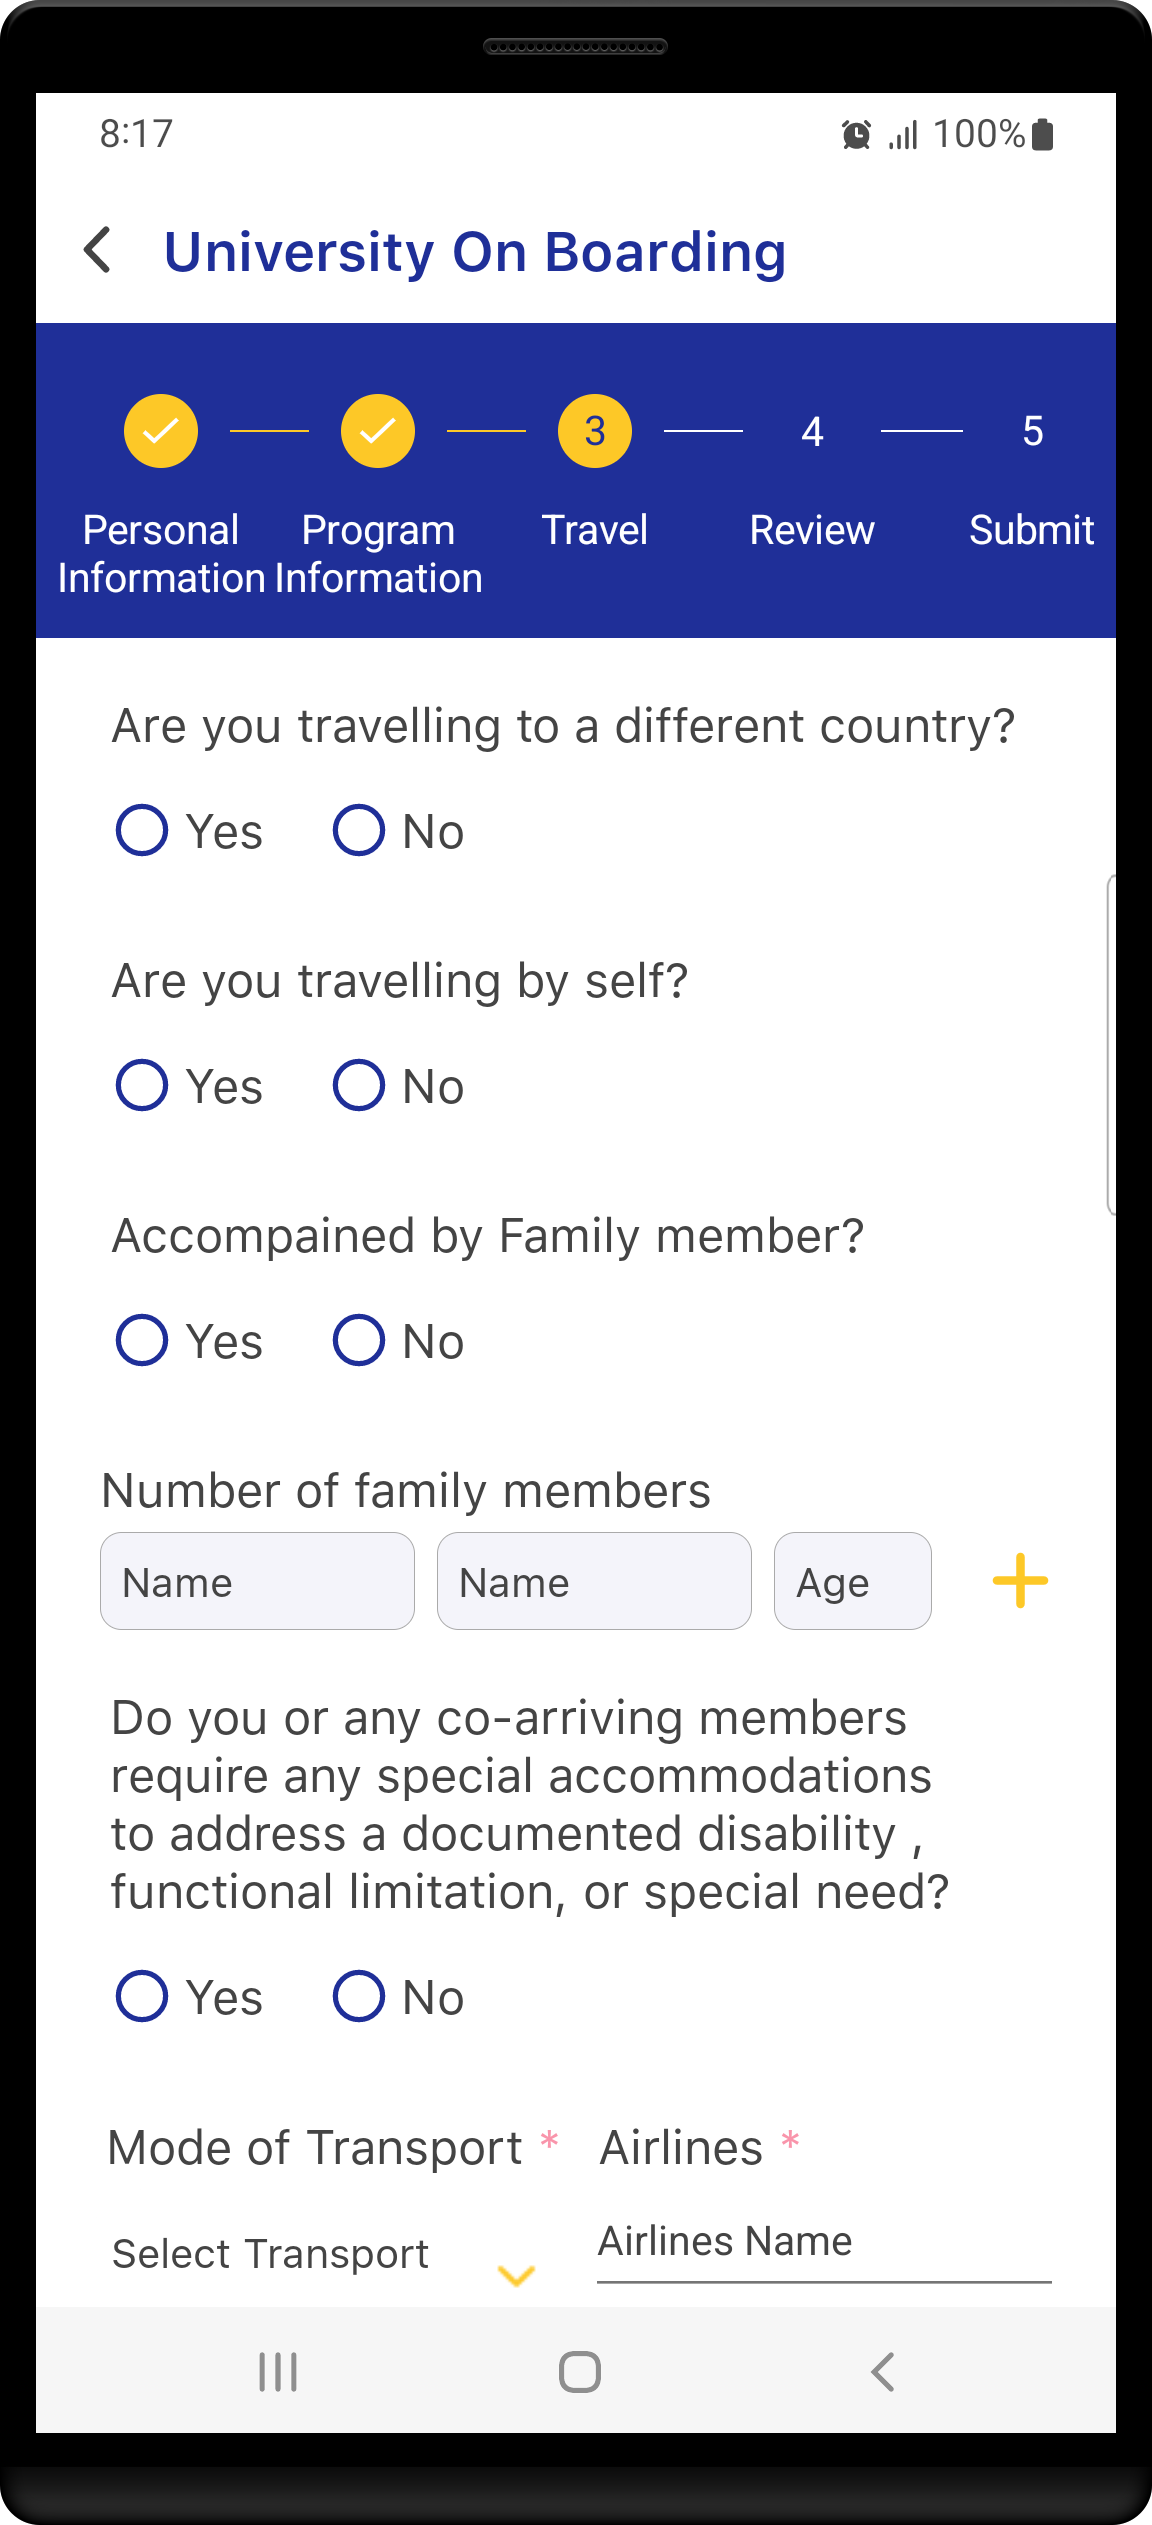 8:17
100%
University On Boarding
3
4
5
Personal
Information
Program
Information
Travel
Review
Submit
Are you travelling to a different country?
Yes
No
Are you travelling by self?
Yes
No
Accompained by Family member?
Yes
No
Number of family members
Name
Name
Age
Do you or any co-arriving members
require any special accommodations
to address a documented disability ,
functional limitation, or special need?
Yes
No
Mode of Transport *
Airlines *
Select Transport
Airlines Name